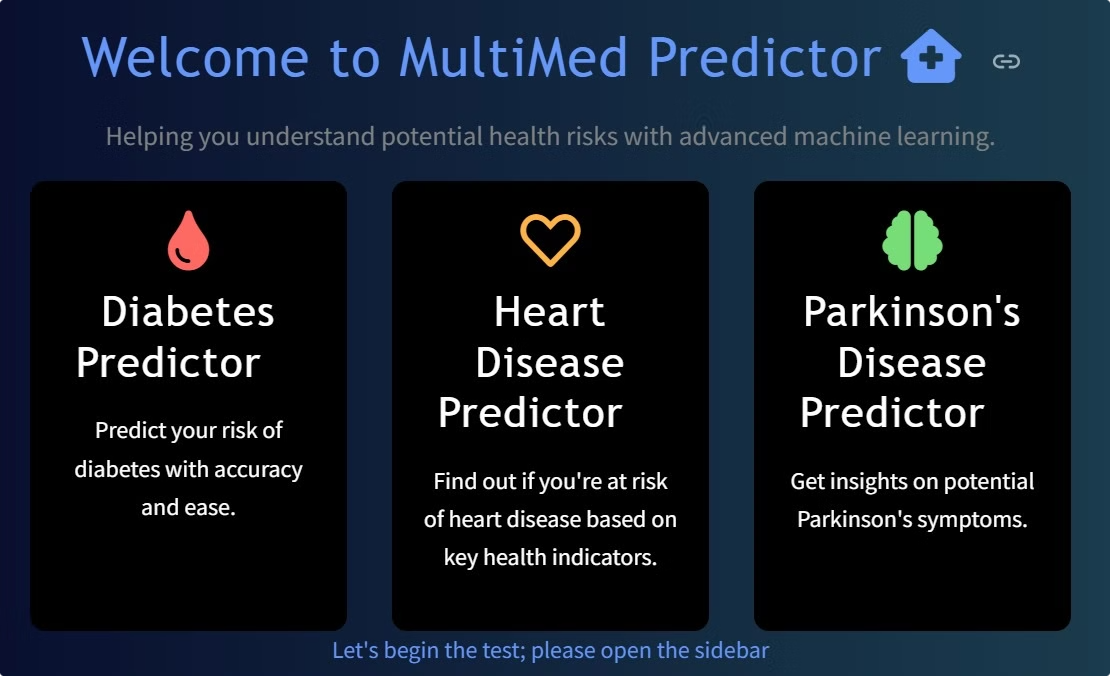 Welcome to MultiMed Predictor
Helping you understand potential health risks with advanced machine learning.
Diabetes
Predictor
Predict your risk of
diabetes with accuracy
and ease.
Heart
Disease
Predictor
Find out if you're at risk
of heart disease based on
key health indicators.
Parkinson's
Disease
Predictor
Get insights on potential
Parkinson's symptoms.
Let's begin the test; please open the sidebar